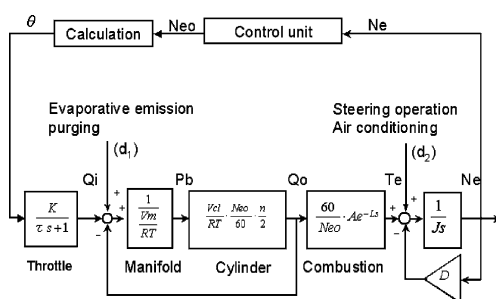 θ
Calculation
Neo
Control unit
Ne
Evaporative emission
purging
(d₁)
Steering operation
Air conditioning
(d₂)
Qi
Pb
Qo
Te
Ne
K
τ s+1
1
Vm
RT
Vcl/RT · Neo/60 · n/2
60/Neo · Ae^{-Ls}
1
Js
+
+
−
+
+
−
D
Throttle
Manifold
Cylinder
Combustion